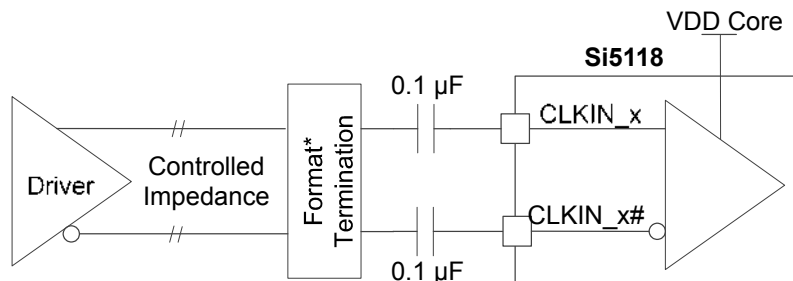 VDD Core
Si5118
0.1 µF
CLKIN_x
Driver
Controlled
Impedance
Format*
Termination
CLKIN_x#
0.1 µF